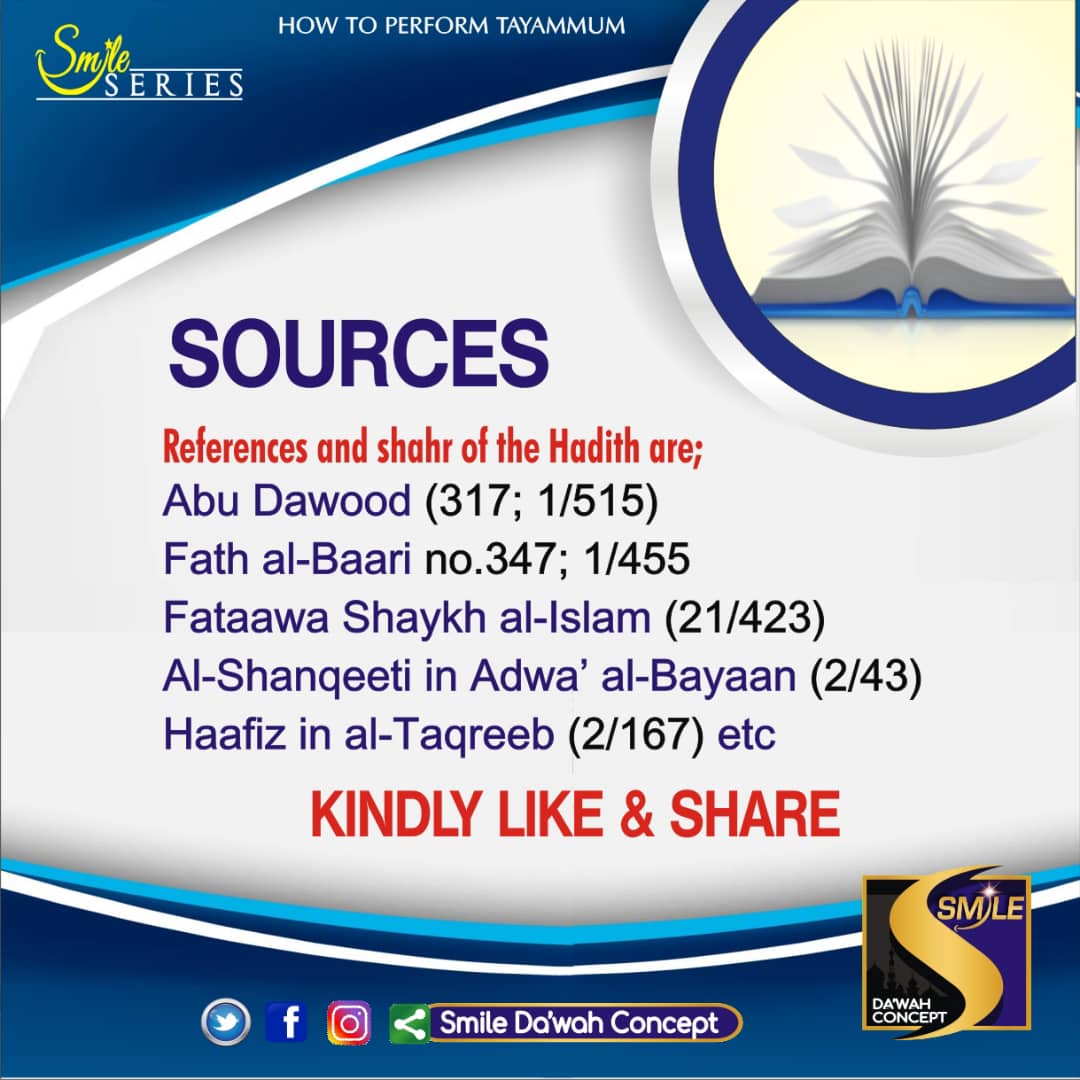 HOW TO PERFORM TAYAMMUM
Smile
SERIES
SOURCES
References and shahr of the Hadith are;
Abu Dawood (317; 1/515)
Fath al-Baari no.347; 1/455
Fataawa Shaykh al-Islam (21/423)
Al-Shanqeeti in Adwa’ al-Bayaan (2/43)
Haafiz in al-Taqreeb (2/167) etc
KINDLY LIKE & SHARE
SMILE
DA'WAH
CONCEPT
Smile Da'wah Concept